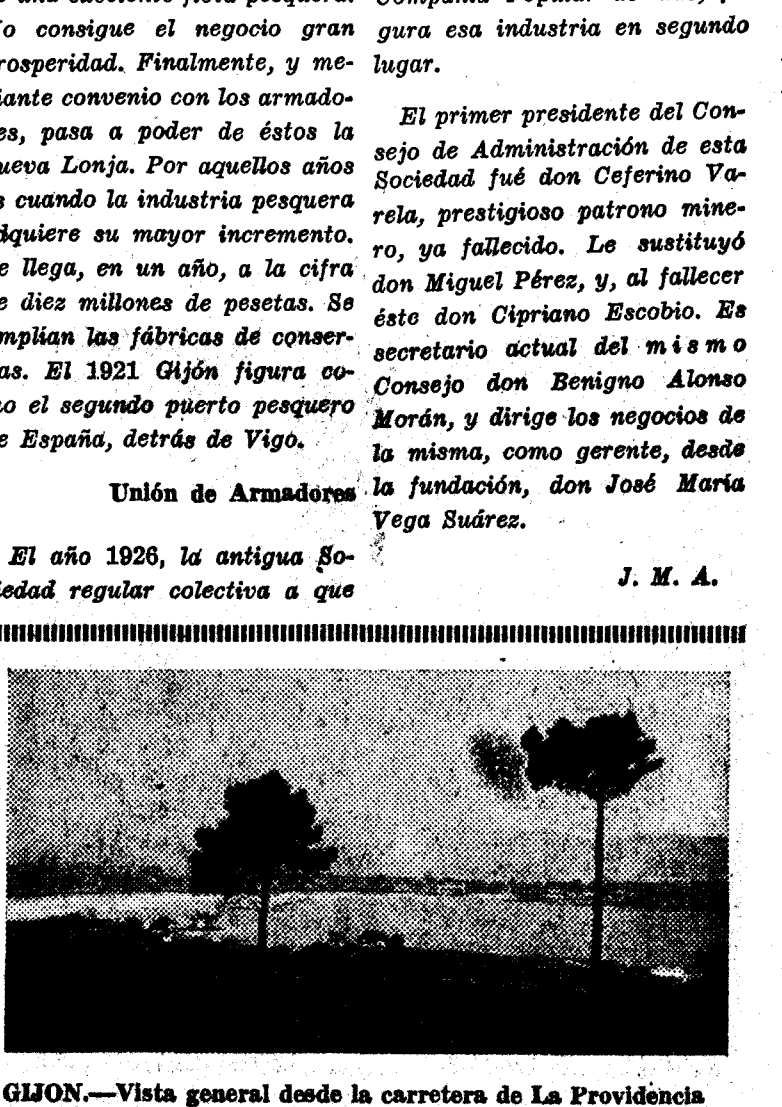 consigue el negocio gran
rosperidad. Finalmente, y me-
iante convenio con los armado-
es, pasa a poder de éstos la
ueva Lonja. Por aquellos años
s cuando la industria pesquera
dquiere su mayor incremento.
e llega, en un año, a la cifra
e diez millones de pesetas. Se
mplían las fábricas de conser-
as. El 1921 Gijón figura co-
o el segundo puerto pesquero
e España, detrás de Vigo.
Unión de Armadores
El año 1926, la antigua So-
iedad regular colectiva a que
gura esa industria en segundo
lugar.
El primer presidente del Con-
sejo de Administración de esta
Sociedad fué don Ceferino Va-
rela, prestigioso patrono mine-
ro, ya fallecido. Le sustituyó
don Miguel Pérez, y, al fallecer
éste don Cipriano Escobio. Es
secretario actual del mismo
Consejo don Benigno Alonso
Morán, y dirige los negocios de
la misma, como gerente, desde
la fundación, don José María
Vega Suárez.
J. M. A.
GIJON.—Vista general desde la carretera de La Providencia